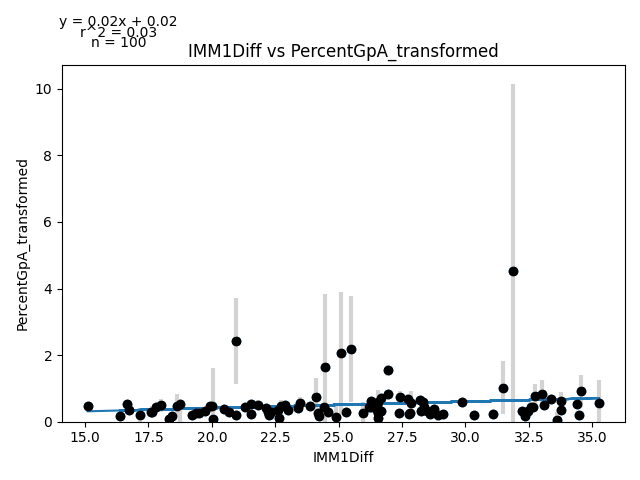 y = 0.02x + 0.02
r^2 = 0.03
n = 100
IMM1Diff vs PercentGpA_transformed
PercentGpA_transformed
10
8
6
4
2
0
15.0 17.5 20.0 22.5 25.0 27.5 30.0 32.5 35.0
IMM1Diff